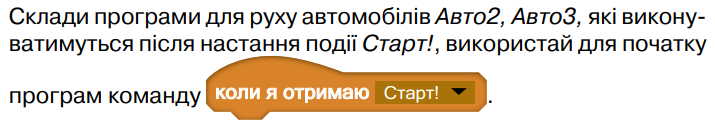 Склади програми для руху автомобілів Авто2, Авто3, які викону-
ватимуться після настання події Старт!, використай для початку
програм команду коли я отримаю Старт! .